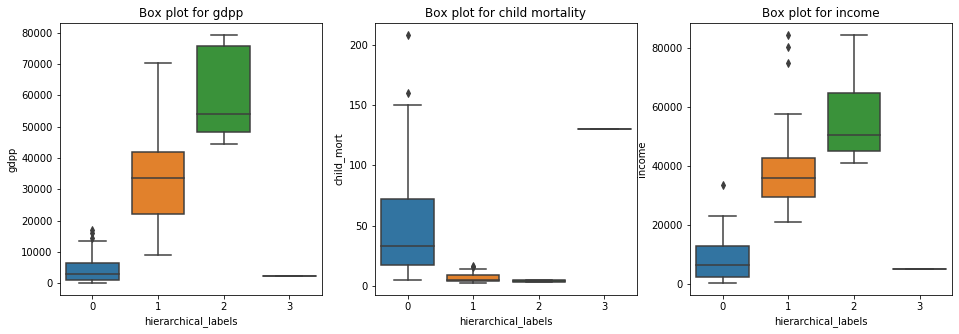 Box plot for gdpp
80000
70000
60000
50000
40000
30000
20000
10000
0
gdpp
0 1 2 3
hierarchical_labels
Box plot for child mortality
200
150
100
50
0
child_mort
0 1 2 3
hierarchical_labels
Box plot for income
80000
60000
40000
20000
0
income
0 1 2 3
hierarchical_labels